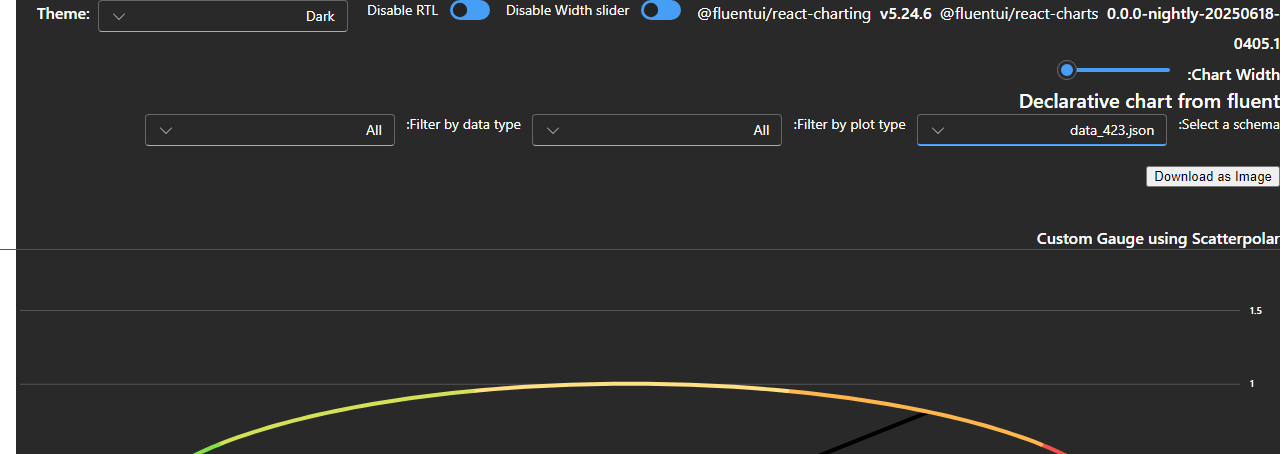 Theme: Dark Disable RTL Disable Width slider @fluentui/react-charting v5.24.6 @fluentui/react-charts 0.0.0-nightly-20250618-
0405.1
:Chart Width
Declarative chart from fluent
:Select a schema data_423.json :Filter by plot type All :Filter by data type All
Download as Image
Custom Gauge using Scatterpolar
1.5
1